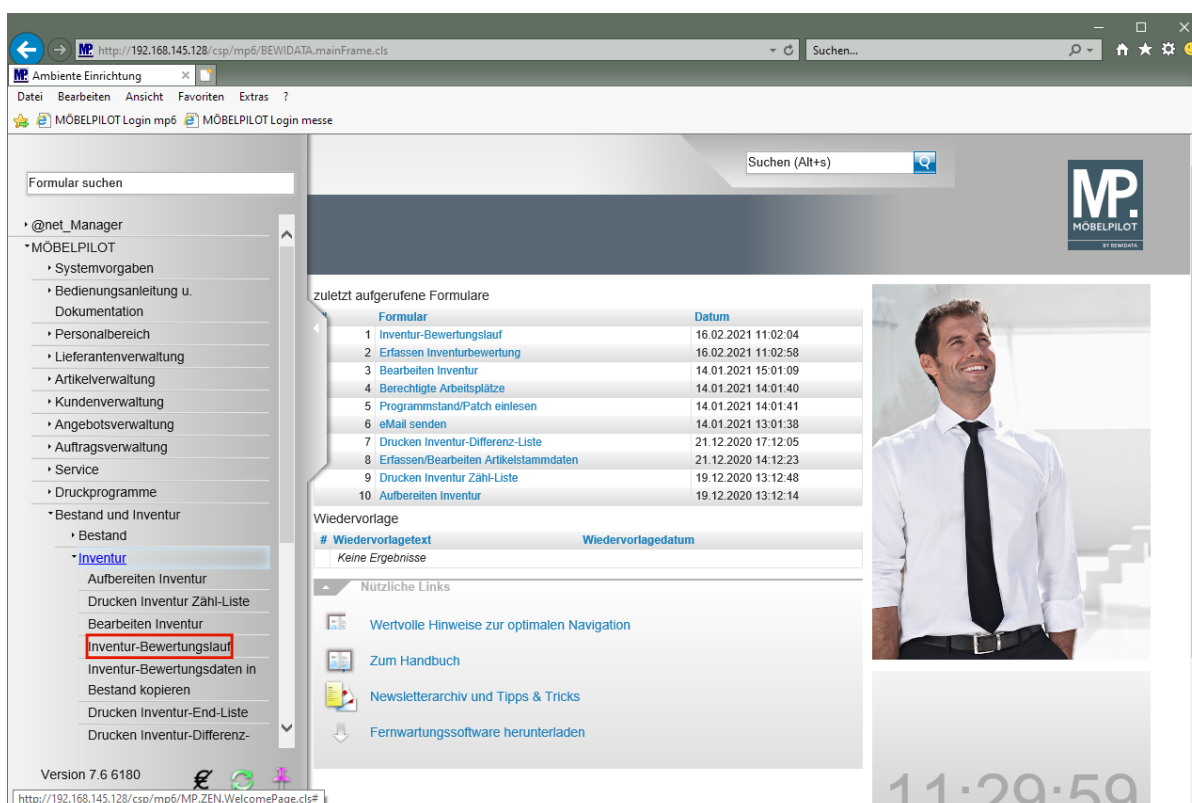 http://192.168.145.128/csp/mp6/BEWIDATA.mainFrame.cls
Suchen...
Ambiente Einrichtung
Datei Bearbeiten Ansicht Favoriten Extras ?
MÖBELPILOT Login mp6 MÖBELPILOT Login messe
Suchen (Alt+s)
Formular suchen
MP.
MÖBELPILOT
BY BEWIDATA
@net_Manager
MÖBELPILOT
Systemvorgaben
Bedienungsanleitung u.
Dokumentation
Personalbereich
Lieferantenverwaltung
Artikelverwaltung
Kundenverwaltung
Angebotsverwaltung
Auftragsverwaltung
Service
Druckprogramme
Bestand und Inventur
Bestand
Inventur
Aufbereiten Inventur
Drucken Inventur Zähl-Liste
Bearbeiten Inventur
Inventur-Bewertungslauf
Inventur-Bewertungsdaten in
Bestand kopieren
Drucken Inventur-End-Liste
Drucken Inventur-Differenz-
Version 7.6 6180
http://192.168.145.128/csp/mp6/MP.ZEN.WelcomePage.cls#
zuletzt aufgerufene Formulare
# Formular Datum
1 Inventur-Bewertungslauf 16.02.2021 11:02:04
2 Erfassen Inventurbewertung 16.02.2021 11:02:58
3 Bearbeiten Inventur 14.01.2021 15:01:09
4 Berechtigte Arbeitsplätze 14.01.2021 14:01:40
5 Programmstand/Patch einlesen 14.01.2021 14:01:41
6 eMail senden 14.01.2021 13:01:38
7 Drucken Inventur-Differenz-Liste 21.12.2020 17:12:05
8 Erfassen/Bearbeiten Artikelstammdaten 21.12.2020 14:12:23
9 Drucken Inventur Zähl-Liste 19.12.2020 13:12:48
10 Aufbereiten Inventur 19.12.2020 13:12:14
Wiedervorlage
# Wiedervorlagetext Wiedervorlagedatum
Keine Ergebnisse
Nützliche Links
Wertvolle Hinweise zur optimalen Navigation
Zum Handbuch
Newsletterarchiv und Tipps & Tricks
Fernwartungssoftware herunterladen
11:29:59